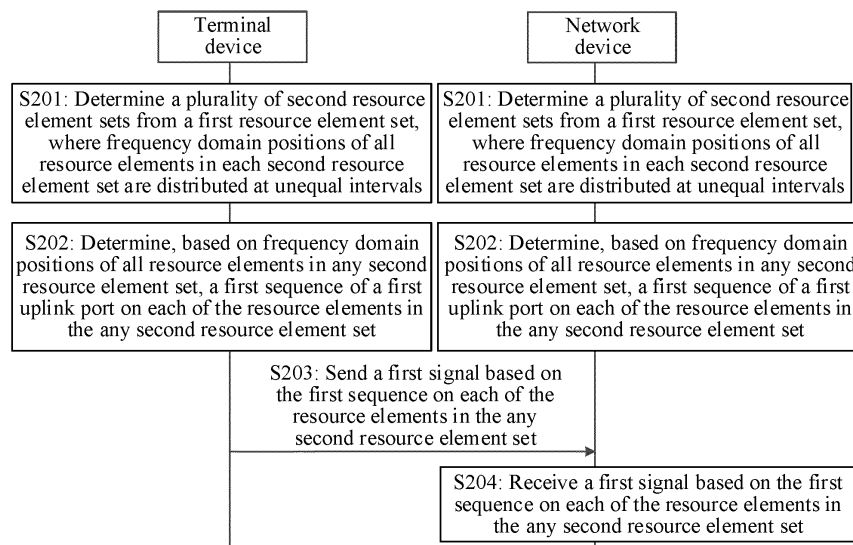 Terminal
device
Network
device
S201: Determine a plurality of second resource
element sets from a first resource element set,
where frequency domain positions of all
resource elements in each second resource
element set are distributed at unequal intervals
S201: Determine a plurality of second resource
element sets from a first resource element set,
where frequency domain positions of all
resource elements in each second resource
element set are distributed at unequal intervals
S202: Determine, based on frequency domain
positions of all resource elements in any second
resource element set, a first sequence of a first
uplink port on each of the resource elements in
the any second resource element set
S202: Determine, based on frequency domain
positions of all resource elements in any second
resource element set, a first sequence of a first
uplink port on each of the resource elements in
the any second resource element set
S203: Send a first signal based on
the first sequence on each of the
resource elements in the any
second resource element set
S204: Receive a first signal based on the first
sequence on each of the resource elements in
the any second resource element set